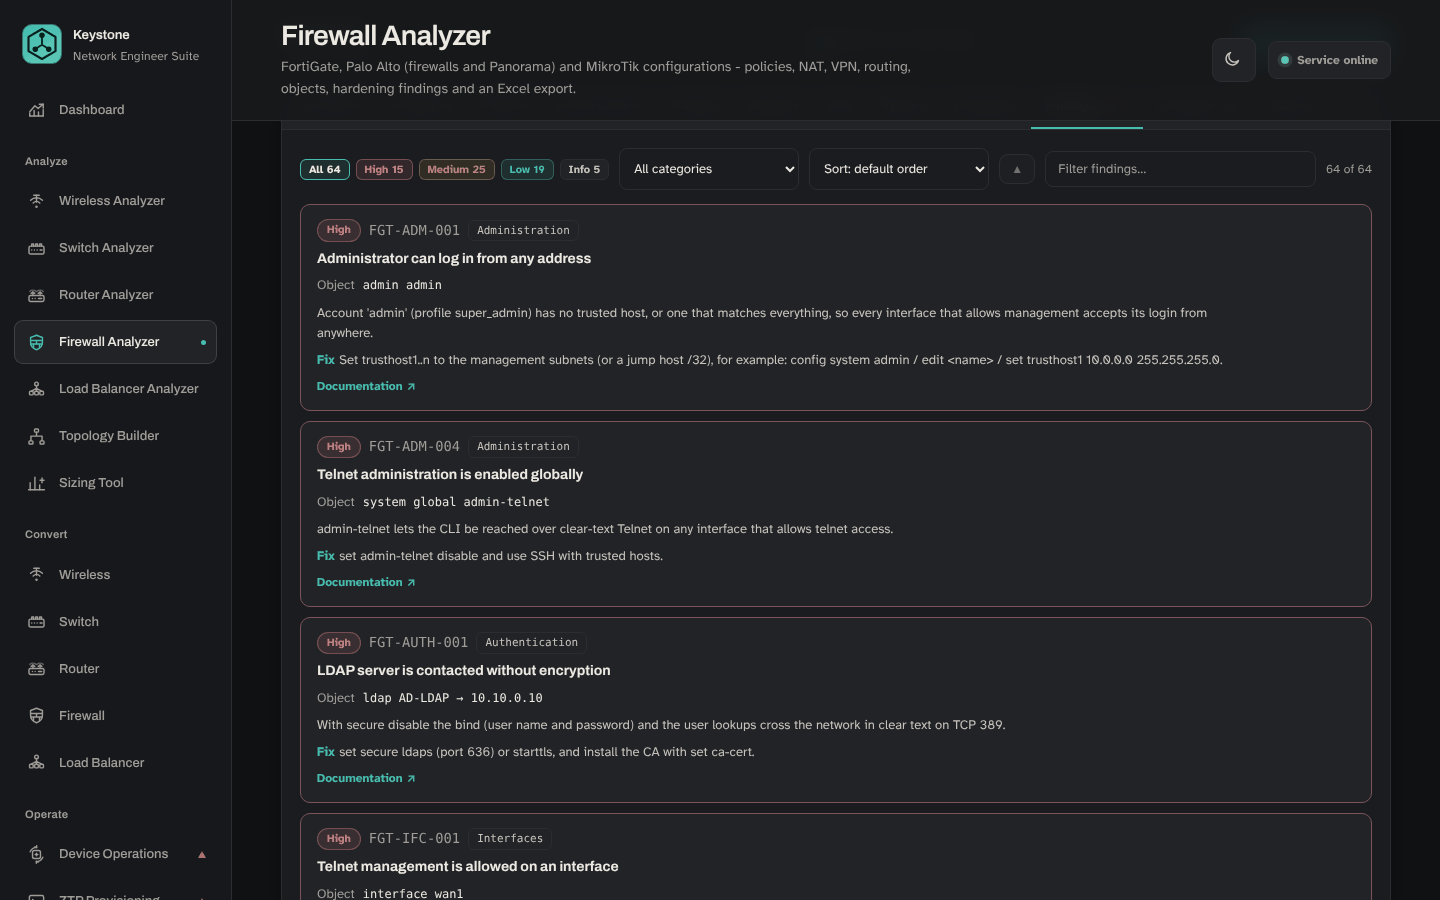 Keystone
Network Engineer Suite
Dashboard
Analyze
Wireless Analyzer
Switch Analyzer
Router Analyzer
Firewall Analyzer
Load Balancer Analyzer
Topology Builder
Sizing Tool
Convert
Wireless
Switch
Router
Firewall
Load Balancer
Operate
Device Operations
ZTP Provisioning
Firewall Analyzer
FortiGate, Palo Alto (firewalls and Panorama) and MikroTik configurations - policies, NAT, VPN, routing,
objects, hardening findings and an Excel export.
Service online
All 64 High 15 Medium 25 Low 19 Info 5 All categories Sort: default order ▲ Filter findings... 64 of 64
High FGT-ADM-001 Administration
Administrator can log in from any address
Object admin admin
Account 'admin' (profile super_admin) has no trusted host, or one that matches everything, so every interface that allows management accepts its login from
anywhere.
Fix Set trusthost1..n to the management subnets (or a jump host /32), for example: config system admin / edit <name> / set trusthost1 10.0.0.0 255.255.255.0.
Documentation ↗
High FGT-ADM-004 Administration
Telnet administration is enabled globally
Object system global admin-telnet
admin-telnet lets the CLI be reached over clear-text Telnet on any interface that allows telnet access.
Fix set admin-telnet disable and use SSH with trusted hosts.
Documentation ↗
High FGT-AUTH-001 Authentication
LDAP server is contacted without encryption
Object ldap AD-LDAP → 10.10.0.10
With secure disable the bind (user name and password) and the user lookups cross the network in clear text on TCP 389.
Fix set secure ldaps (port 636) or starttls, and install the CA with set ca-cert.
Documentation ↗
High FGT-IFC-001 Interfaces
Telnet management is allowed on an interface
Object interface wan1